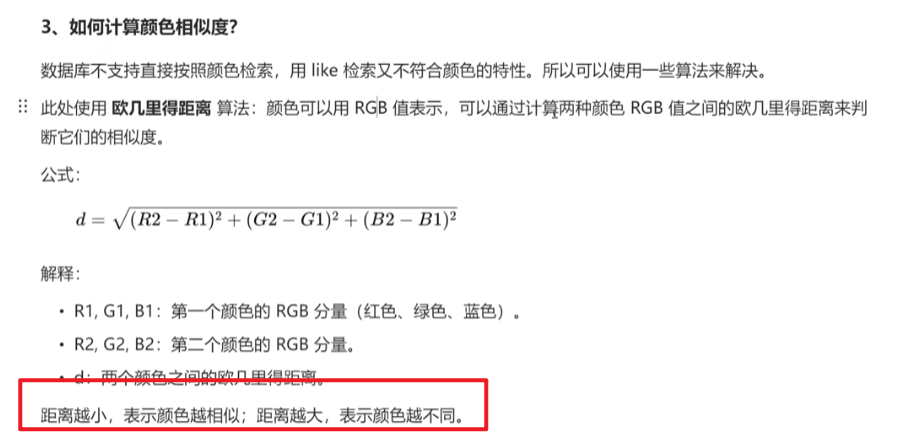 3、如何计算颜色相似度？
数据库不支持直接按照颜色检索，用 like 检索又不符合颜色的特性。所以可以使用一些算法来解决。
此处使用 欧几里得距离 算法：颜色可以用 RGB 值表示，可以通过计算两种颜色 RGB 值之间的欧几里得距离来判
断它们的相似度。
公式：
d = √(R2 − R1)² + (G2 − G1)² + (B2 − B1)²
解释：
• R1, G1, B1：第一个颜色的 RGB 分量（红色、绿色、蓝色）。
• R2, G2, B2：第二个颜色的 RGB 分量。
• d：两个颜色之间的欧几里得距离。
距离越小，表示颜色越相似；距离越大，表示颜色越不同。